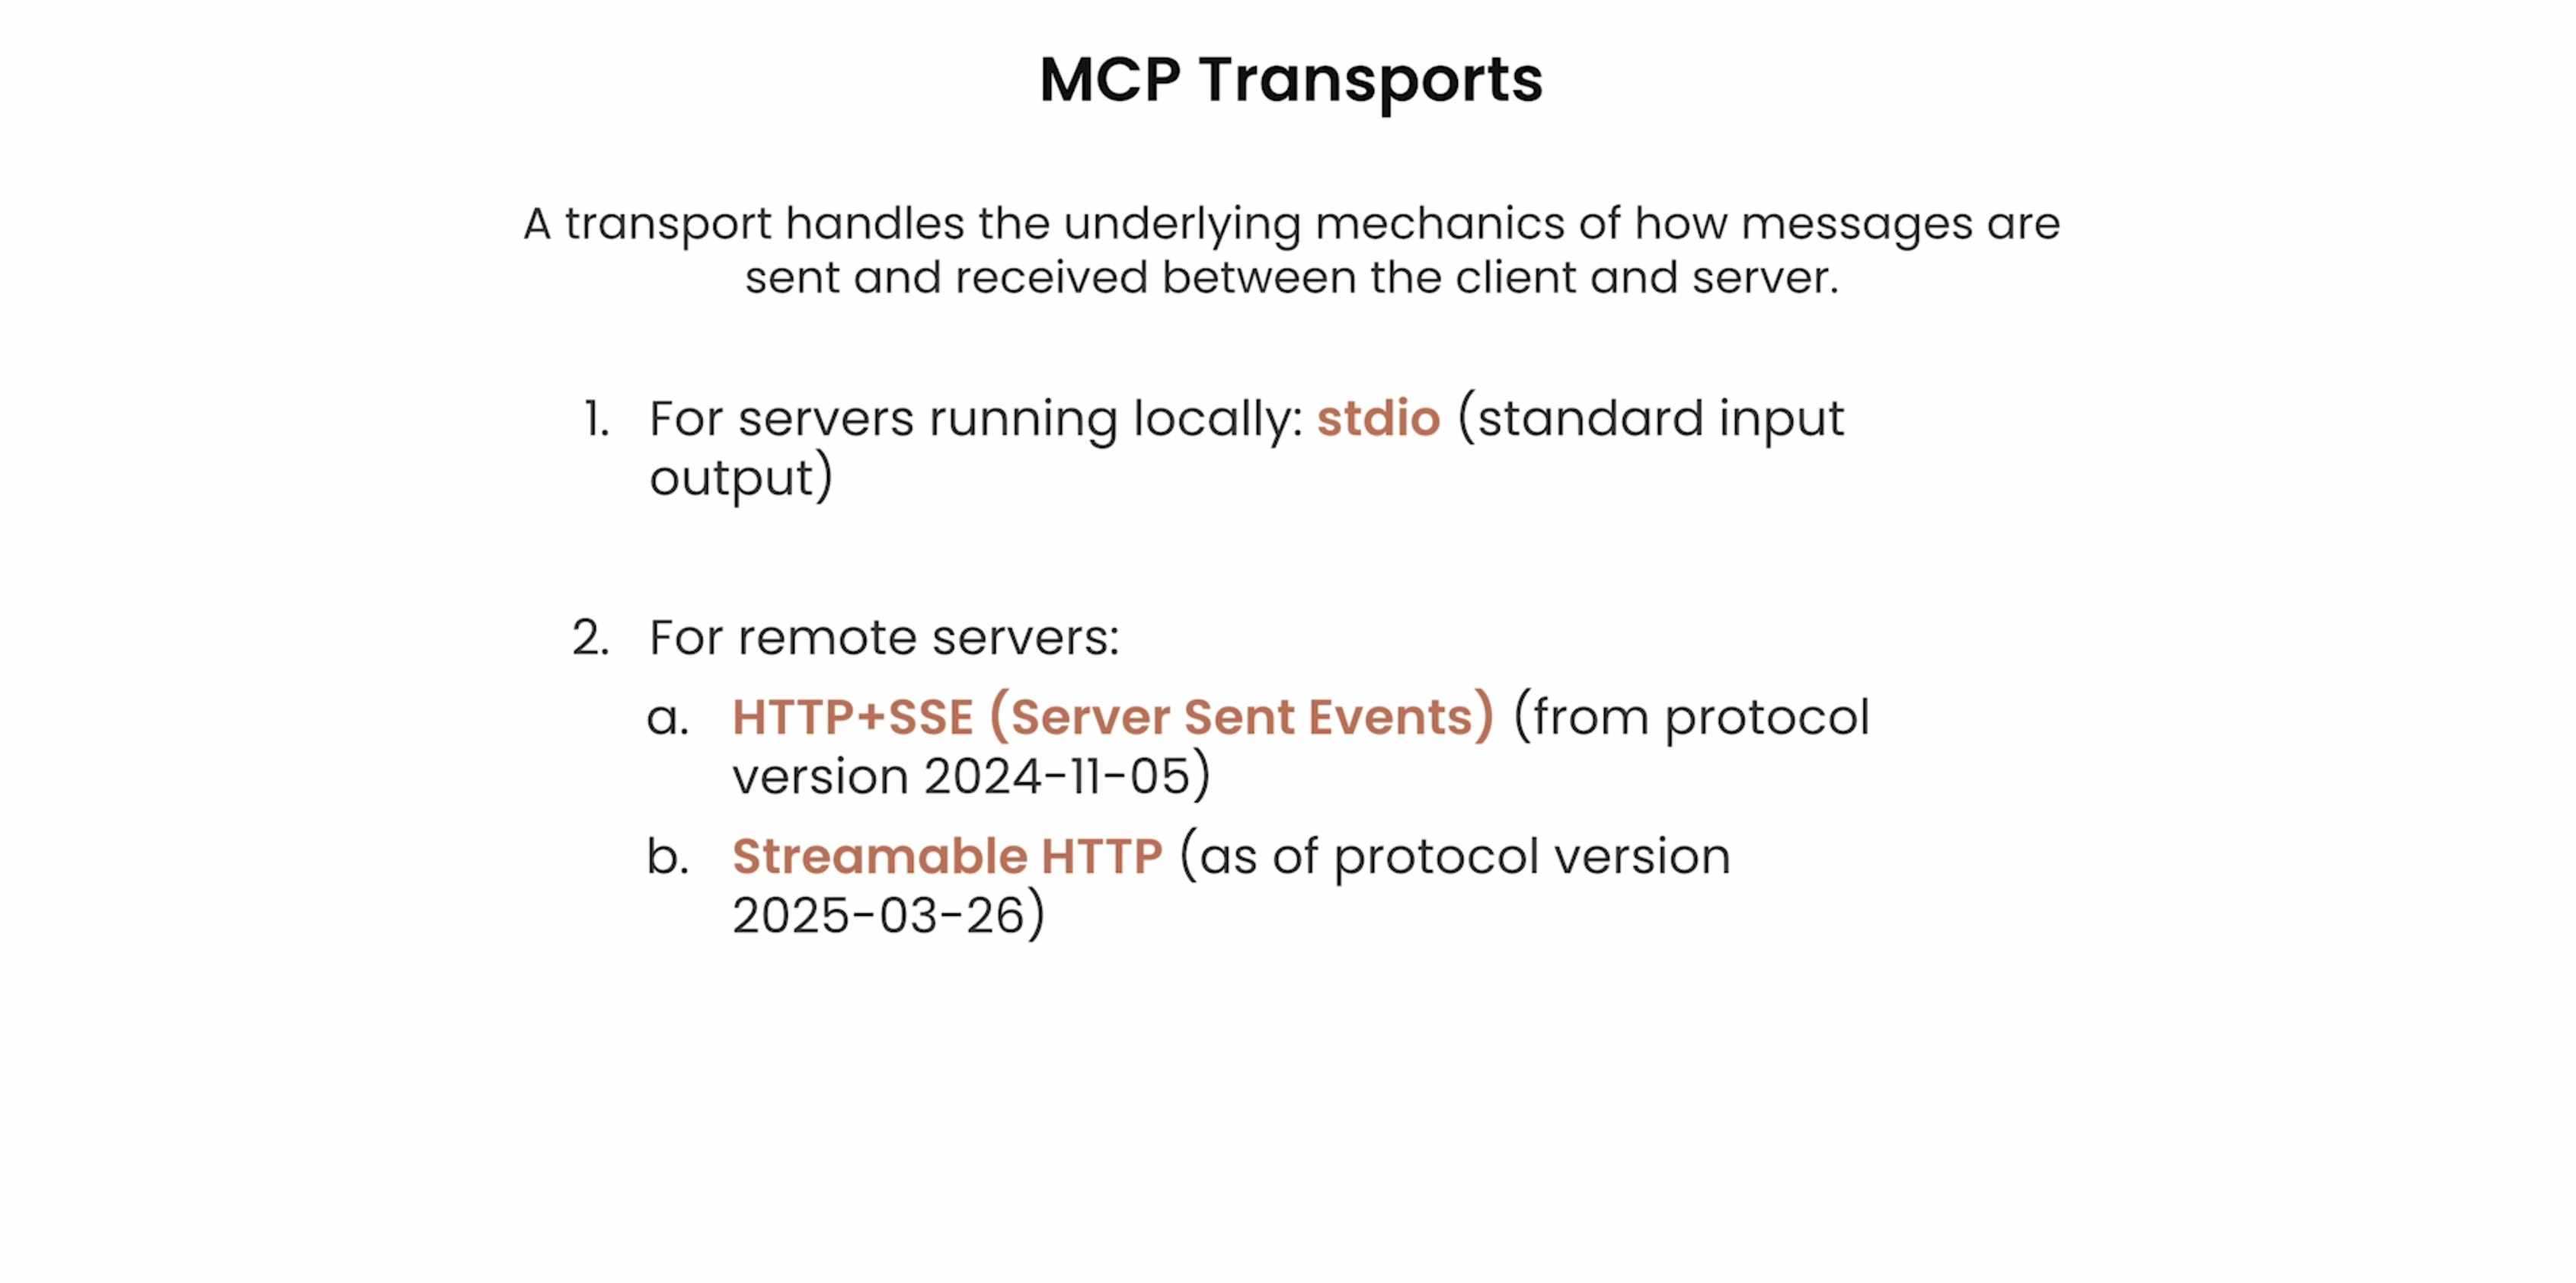 MCP Transports
A transport handles the underlying mechanics of how messages are
sent and received between the client and server.
1. For servers running locally: stdio (standard input
output)
2. For remote servers:
a. HTTP+SSE (Server Sent Events) (from protocol
version 2024-11-05)
b. Streamable HTTP (as of protocol version
2025-03-26)